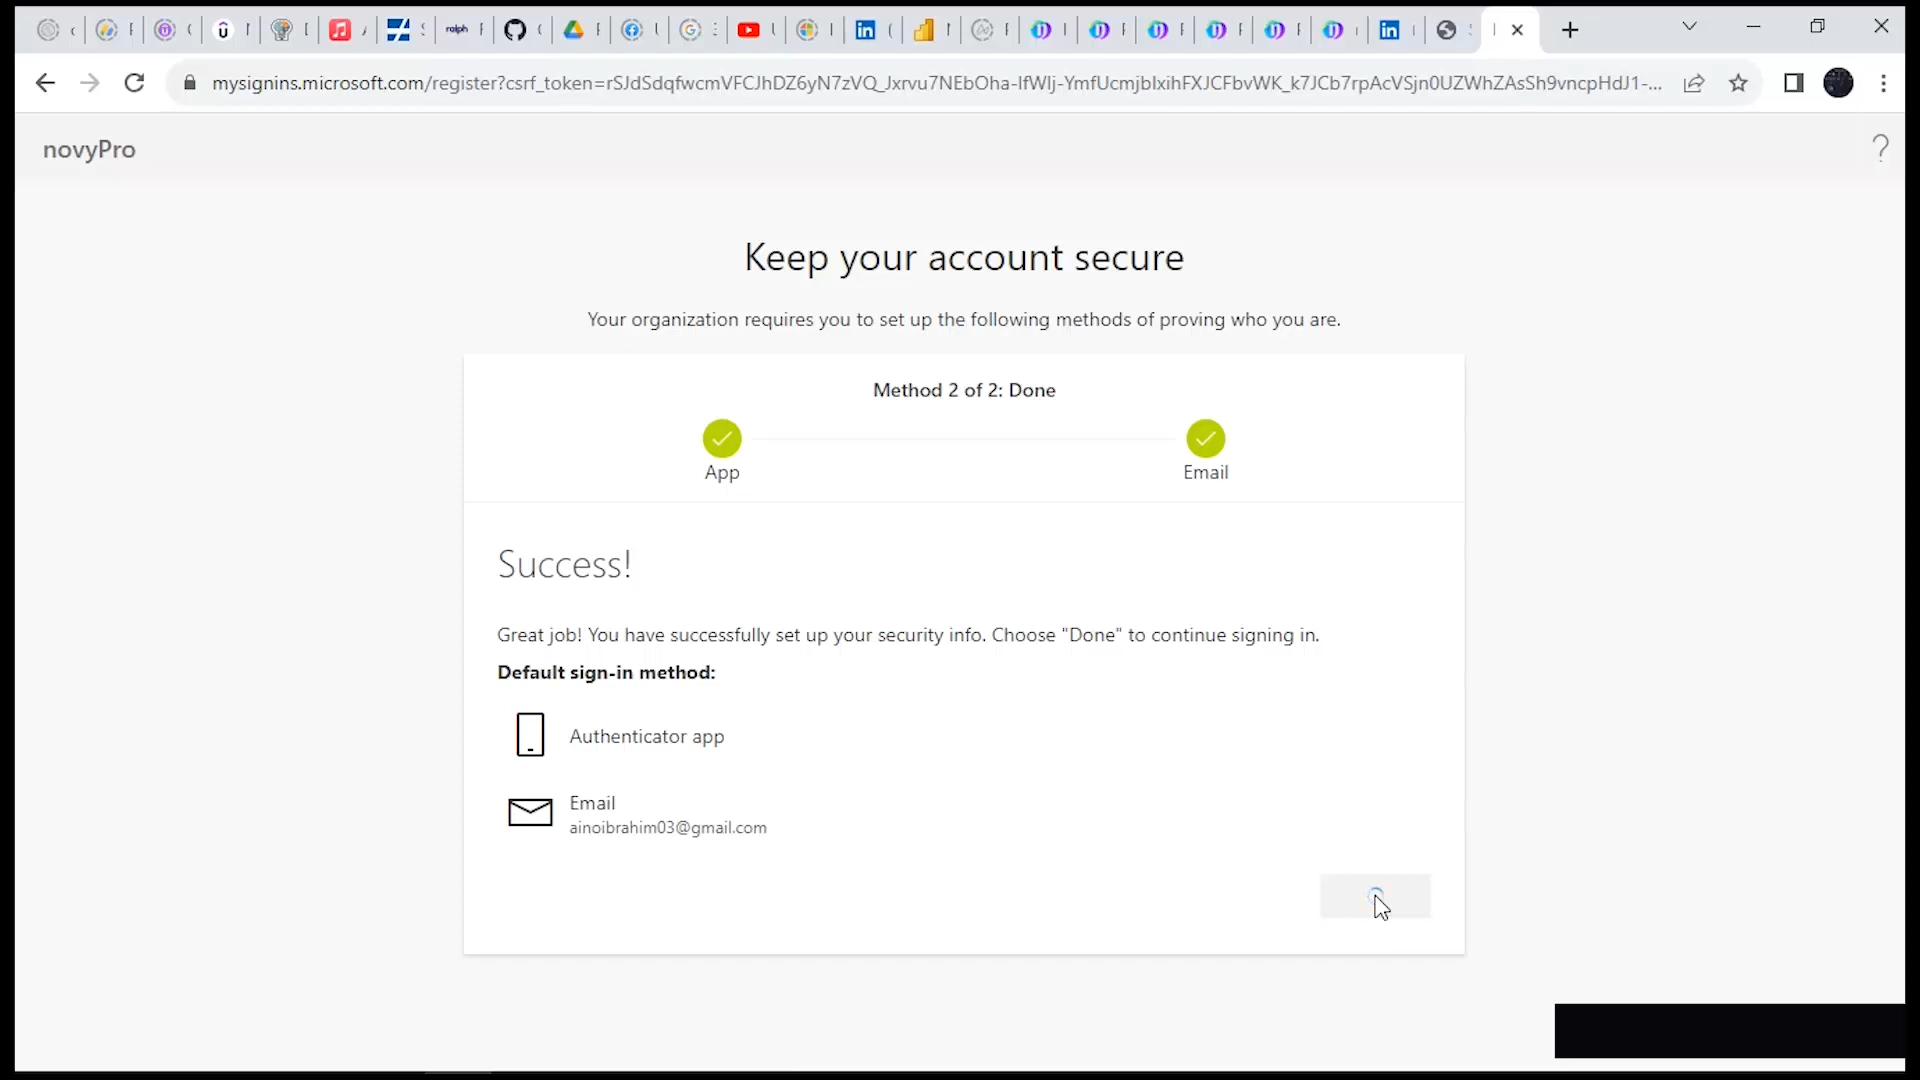 ralph
mysignins.microsoft.com/register?csrf_token=rSJdSdqfwcmVFCJhDZ6yN7zVQ_Jxrvu7NEbOha-lfWlj-YmfUcmjbIxihFXJCFbvWK_k7JCb7rpAcVSjn0UZWhZAsSh9vncpHdJ1-...
novyPro
Keep your account secure
Your organization requires you to set up the following methods of proving who you are.
Method 2 of 2: Done
App
Email
Success!
Great job! You have successfully set up your security info. Choose "Done" to continue signing in.
Default sign-in method:
Authenticator app
Email
ainoibrahim03@gmail.com